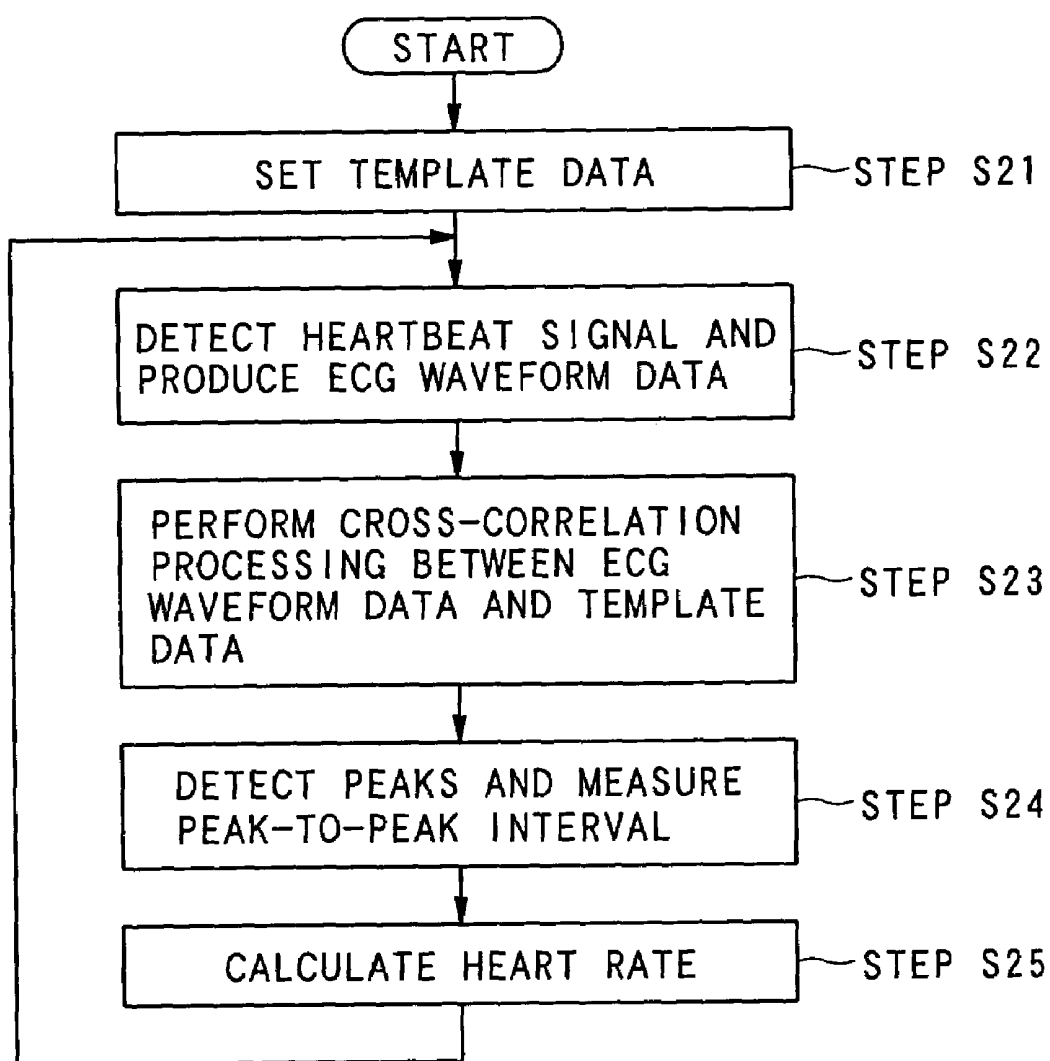 START
SET TEMPLATE DATA
STEP S21
DETECT HEARTBEAT SIGNAL AND
PRODUCE ECG WAVEFORM DATA
STEP S22
PERFORM CROSS-CORRELATION
PROCESSING BETWEEN ECG
WAVEFORM DATA AND TEMPLATE
DATA
STEP S23
DETECT PEAKS AND MEASURE
PEAK-TO-PEAK INTERVAL
STEP S24
CALCULATE HEART RATE
STEP S25